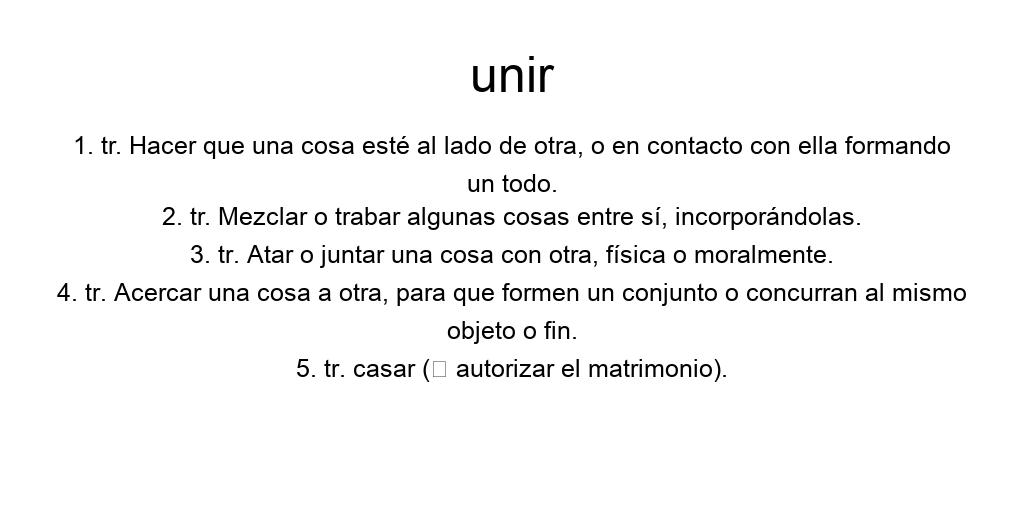 unir
1. tr. Hacer que una cosa esté al lado de otra, o en contacto con ella formando
un todo.
2. tr. Mezclar o trabar algunas cosas entre sí, incorporándolas.
3. tr. Atar o juntar una cosa con otra, física o moralmente.
4. tr. Acercar una cosa a otra, para que formen un conjunto o concurran al mismo
objeto o fin.
5. tr. casar (□ autorizar el matrimonio).